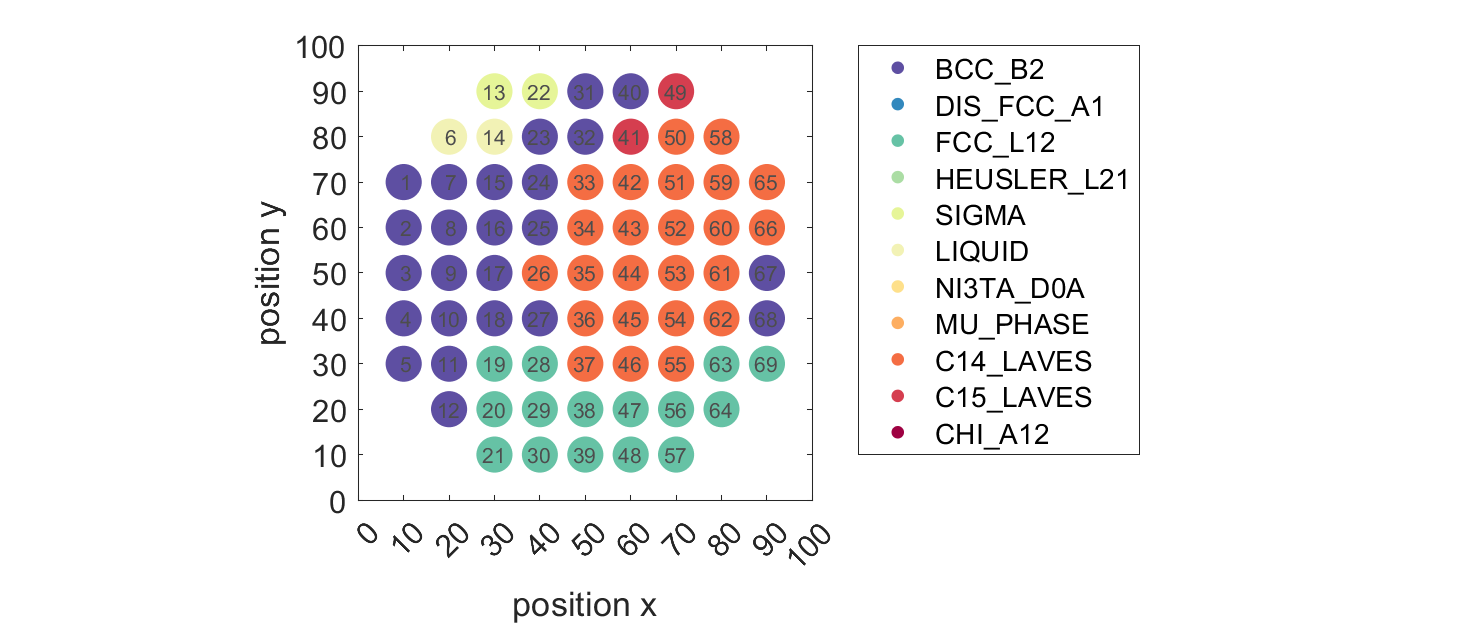 100
90 13 22 31 40 49
80 6 14 23 32 41 50 58
70 1 7 15 24 33 42 51 59 65
60 2 8 16 25 34 43 52 60 66
50 3 9 17 26 35 44 53 61 67
40 4 10 18 27 36 45 54 62 68
30 5 11 19 28 37 46 55 63 69
20 12 20 29 38 47 56 64
10 21 30 39 48 57
0
position y
0 10 20 30 40 50 60 70 80 90 100
position x
BCC_B2
DIS_FCC_A1
FCC_L12
HEUSLER_L21
SIGMA
LIQUID
NI3TA_D0A
MU_PHASE
C14_LAVES
C15_LAVES
CHI_A12